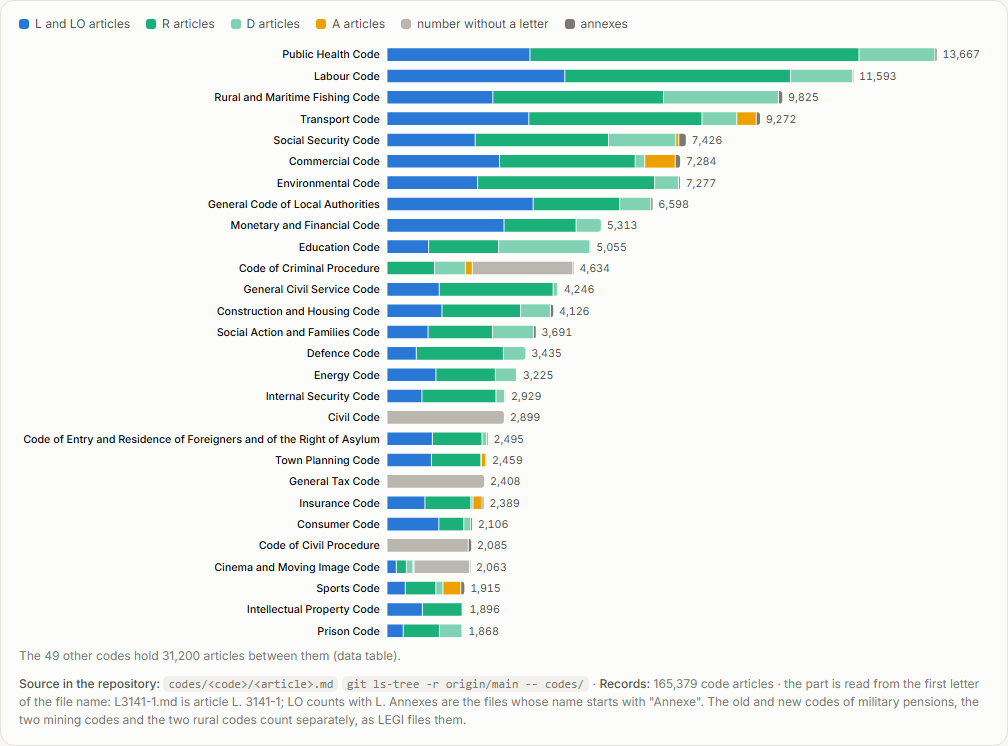 L and LO articles R articles D articles A articles number without a letter annexes
Public Health Code 13,667
Labour Code 11,593
Rural and Maritime Fishing Code 9,825
Transport Code 9,272
Social Security Code 7,426
Commercial Code 7,284
Environmental Code 7,277
General Code of Local Authorities 6,598
Monetary and Financial Code 5,313
Education Code 5,055
Code of Criminal Procedure 4,634
General Civil Service Code 4,246
Construction and Housing Code 4,126
Social Action and Families Code 3,691
Defence Code 3,435
Energy Code 3,225
Internal Security Code 2,929
Civil Code 2,899
Code of Entry and Residence of Foreigners and of the Right of Asylum 2,495
Town Planning Code 2,459
General Tax Code 2,408
Insurance Code 2,389
Consumer Code 2,106
Code of Civil Procedure 2,085
Cinema and Moving Image Code 2,063
Sports Code 1,915
Intellectual Property Code 1,896
Prison Code 1,868
The 49 other codes hold 31,200 articles between them (data table).
Source in the repository: codes/<code>/<article>.md git ls-tree -r origin/main -- codes/ · Records: 165,379 code articles · the part is read from the first letter
of the file name: L3141-1.md is article L. 3141-1; LO counts with L. Annexes are the files whose name starts with "Annexe". The old and new codes of military pensions, the
two mining codes and the two rural codes count separately, as LEGI files them.